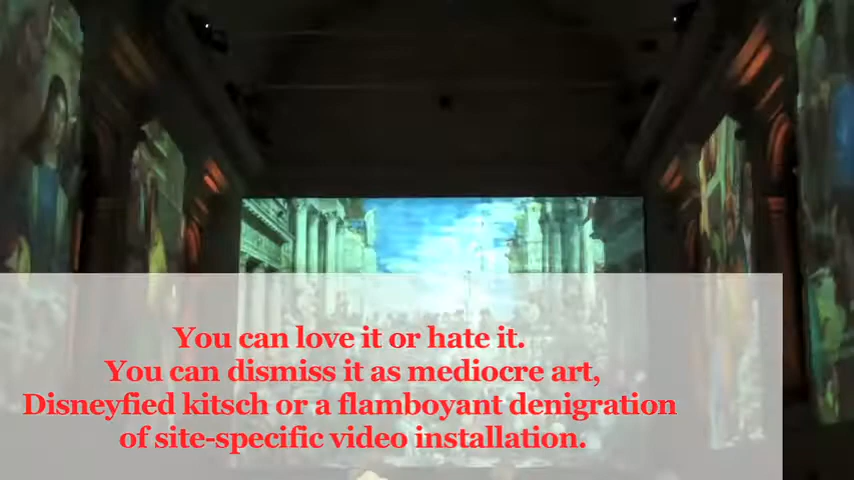 You can love it or hate it.
You can dismiss it as mediocre art,
Disneyfied kitsch or a flamboyant denigration
of site-specific video installation.